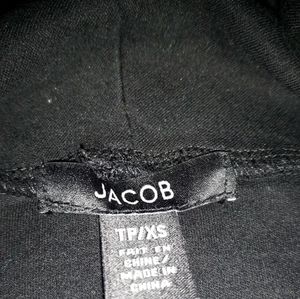 JACOB
TP/XS
FAIT EN
CHINE/
MADE IN
CHINA